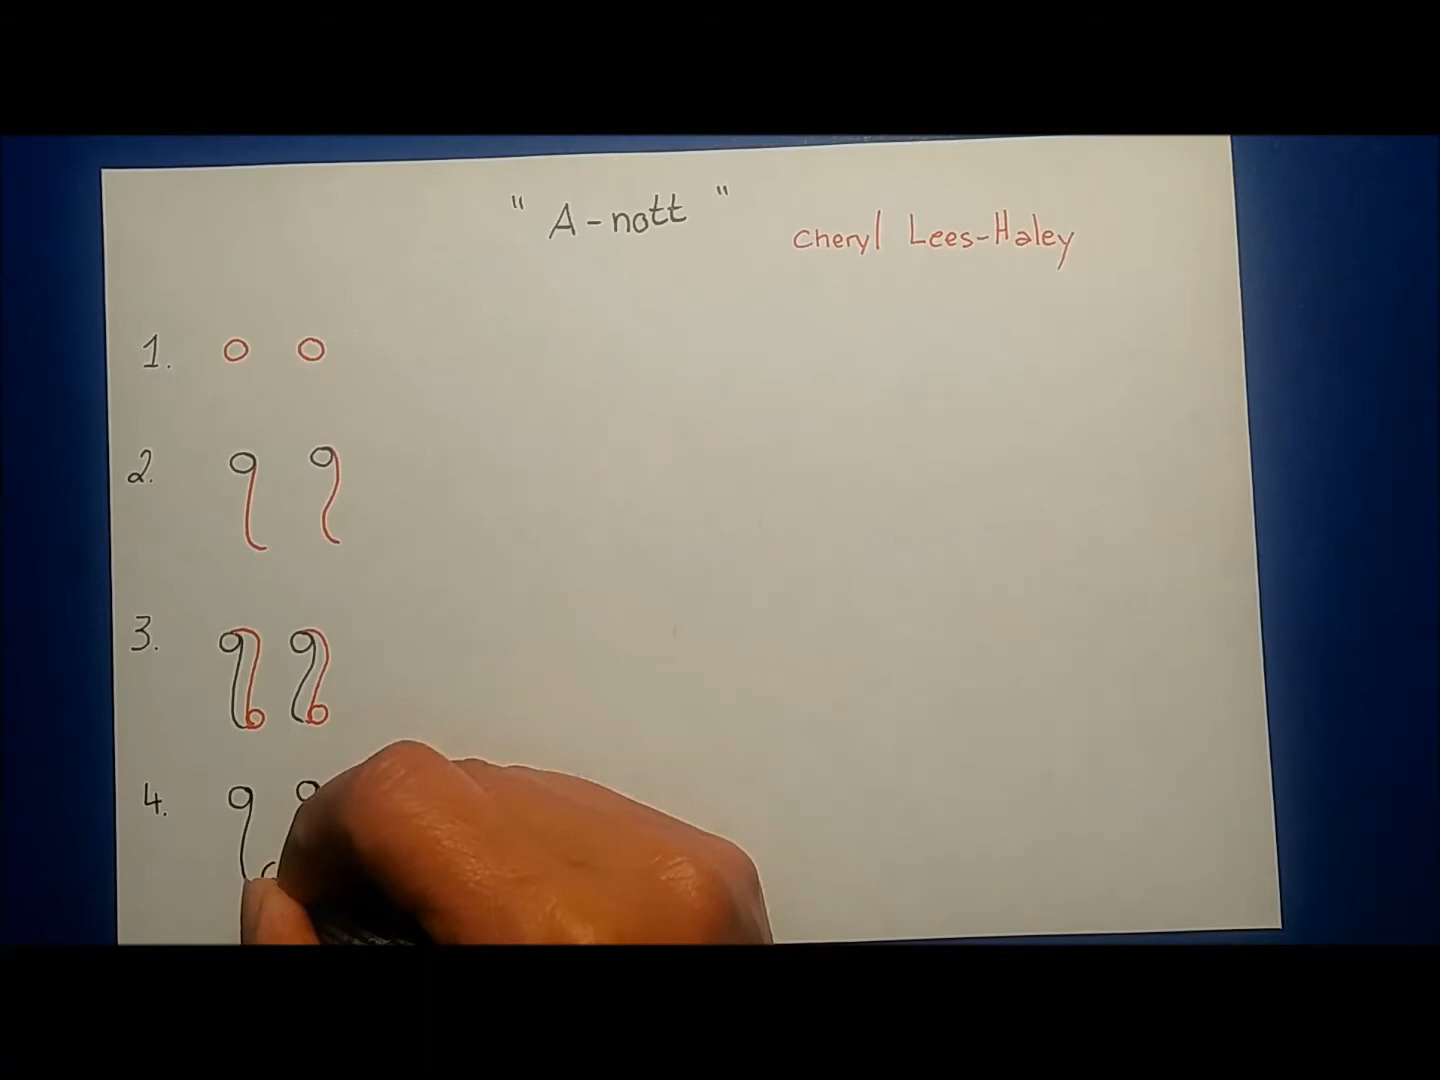 " A-nott "
Cheryl Lees-Haley
1.
2.
3.
4.